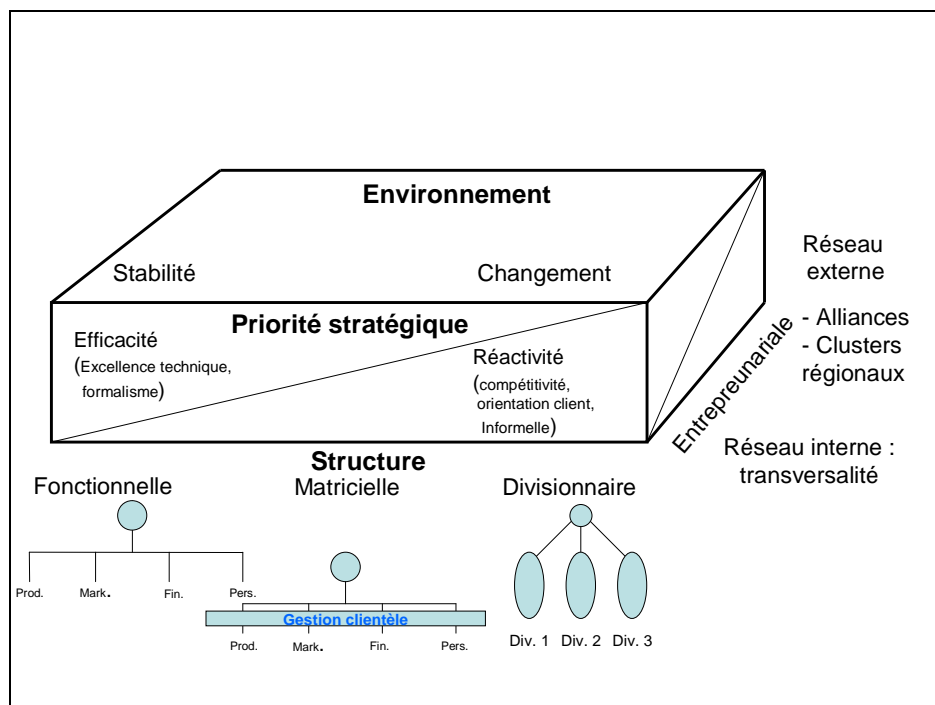 Environnement
Stabilité
Changement
Priorité stratégique
Efficacité
(Excellence technique,
formalisme)
Réactivité
(compétitivité,
orientation client,
Informelle)
Entrepreunariale
Réseau
externe
- Alliances
- Clusters
régionaux
Réseau interne :
transversalité
Structure
Fonctionnelle
Matricielle
Divisionnaire
Prod.
Mark.
Fin.
Pers.
Gestion clientèle
Prod.
Mark.
Fin.
Pers.
Div. 1
Div. 2
Div. 3